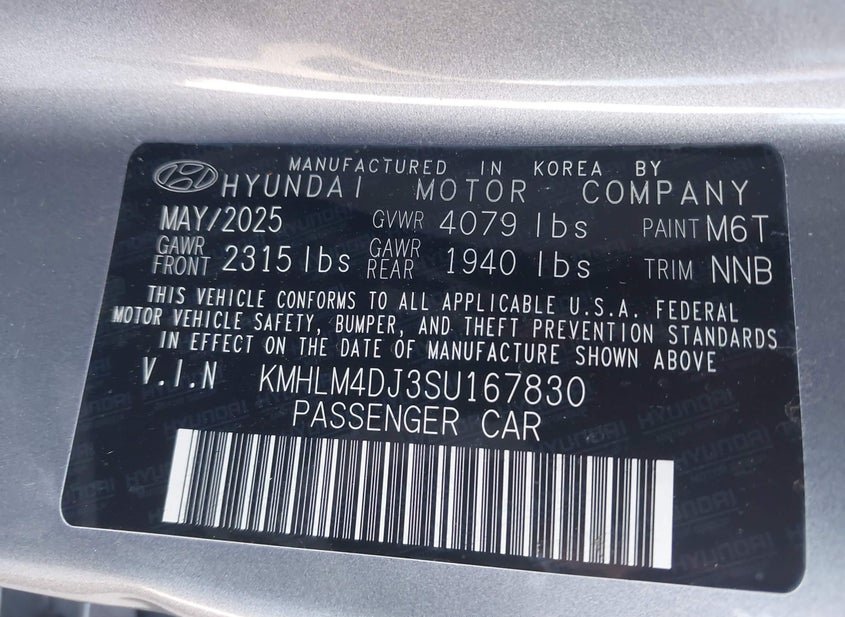 MANUFACTURED IN KOREA BY
HYUNDAI MOTOR COMPANY
MAY/2025 GVWR 4079 lbs PAINT M6T
GAWR FRONT 2315 lbs GAWR REAR 1940 lbs TRIM NNB
THIS VEHICLE CONFORMS TO ALL APPLICABLE U.S.A. FEDERAL
MOTOR VEHICLE SAFETY, BUMPER, AND THEFT PREVENTION STANDARDS
IN EFFECT ON THE DATE OF MANUFACTURE SHOWN ABOVE
V.I.N KMHLM4DJ3SU167830
PASSENGER CAR